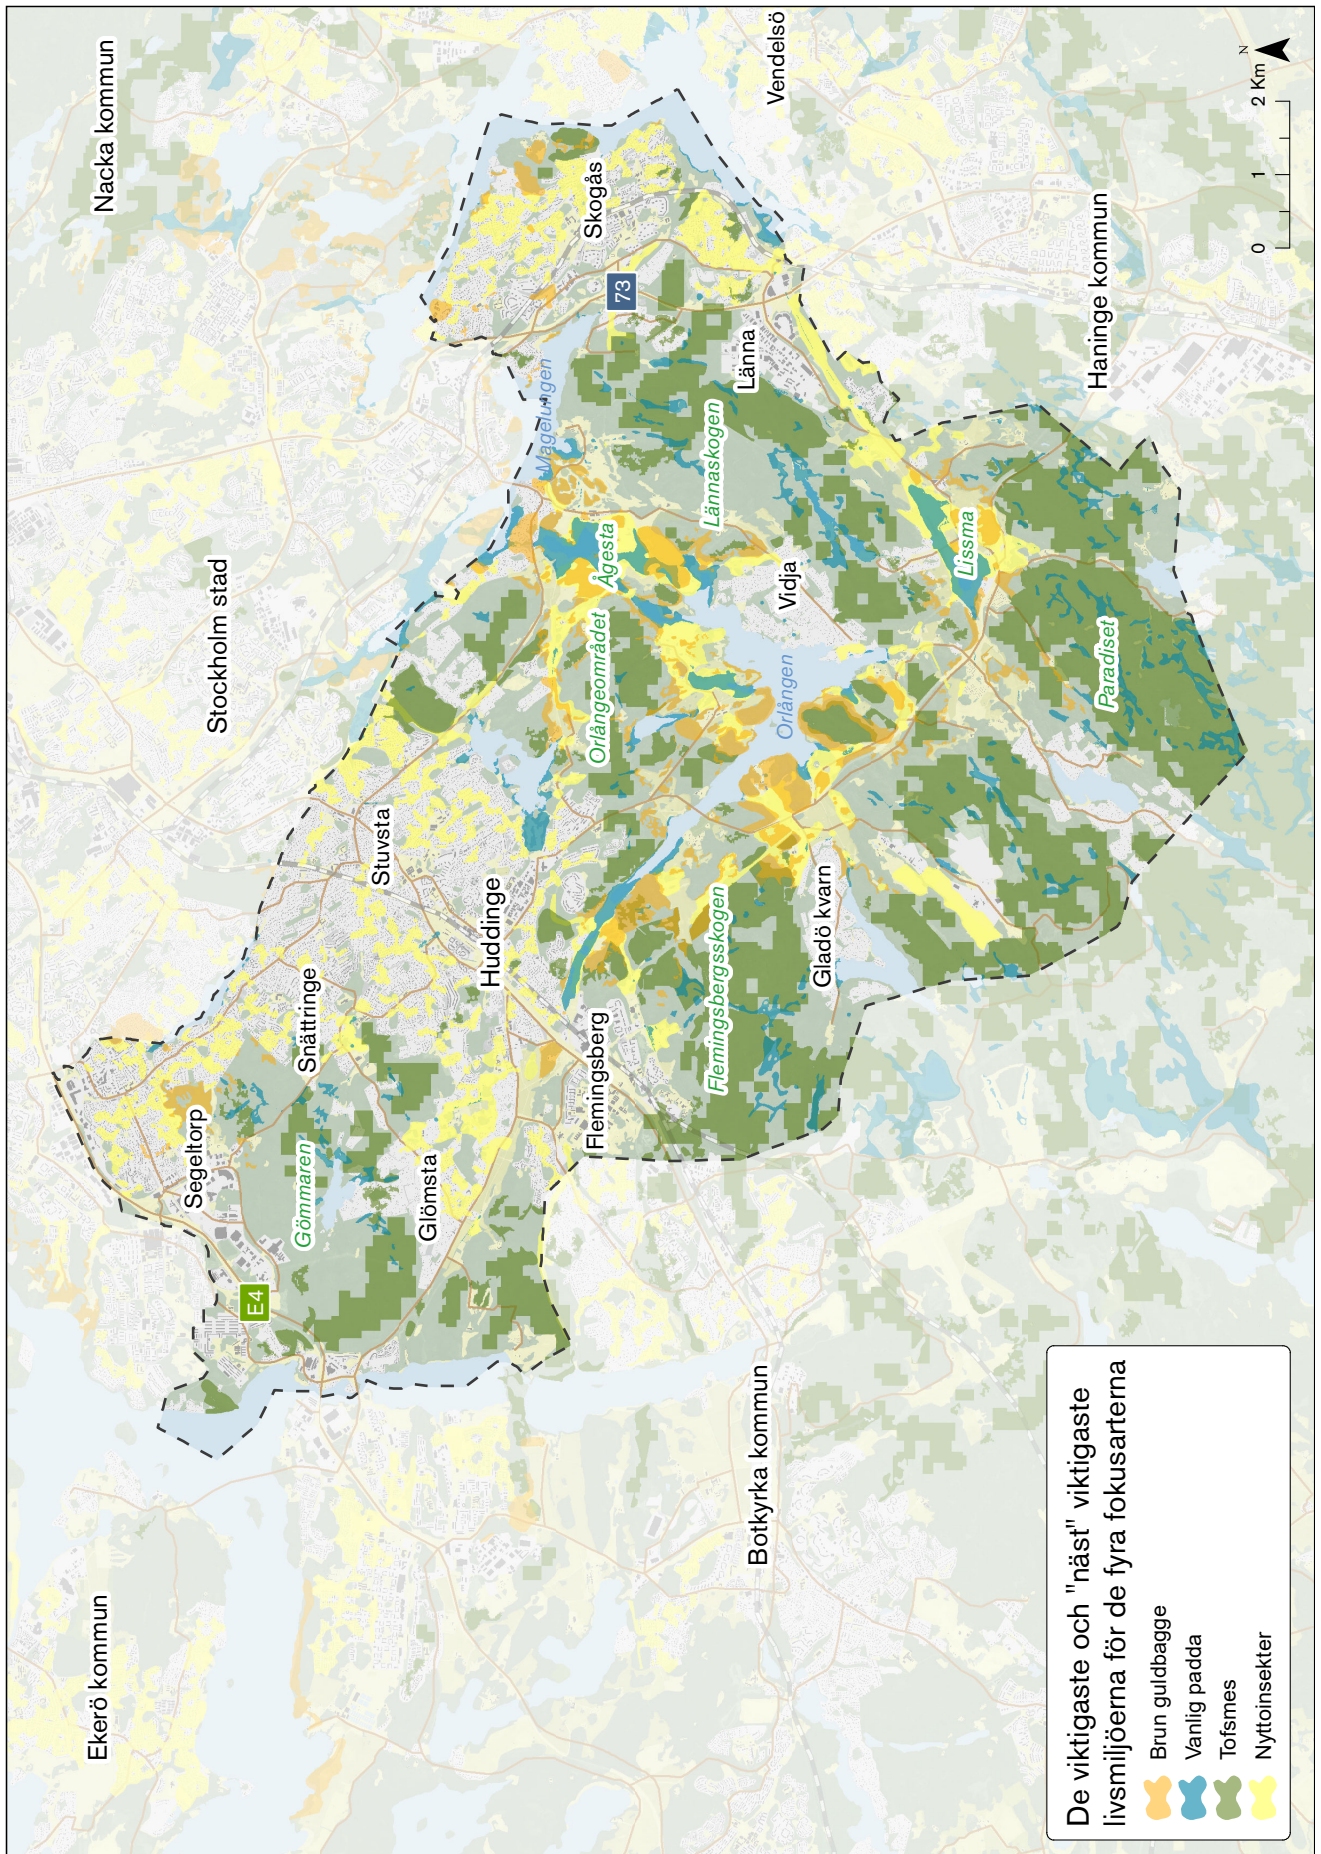 Ekerö kommun
Stockholm stad
Nacka kommun
Segeltorp
Snättringe
E4
Gömmaren
Glömsta
Stuvsta
Huddinge
Flemingsberg
Magelungen
Skogås
73
Vendelsö
Ågesta
Orlångeområdet
Länna
Lännaskogen
Flemingsbergsskogen
Orlången
Vidja
Gladö kvarn
Botkyrka kommun
Lissma
Paradiset
Haninge kommun
De viktigaste och "näst" viktigaste
livsmiljöerna för de fyra fokusarterna
Brun guldbagge
Vanlig padda
Tofsmes
Nyttoinsekter
0 1 2 Km
N